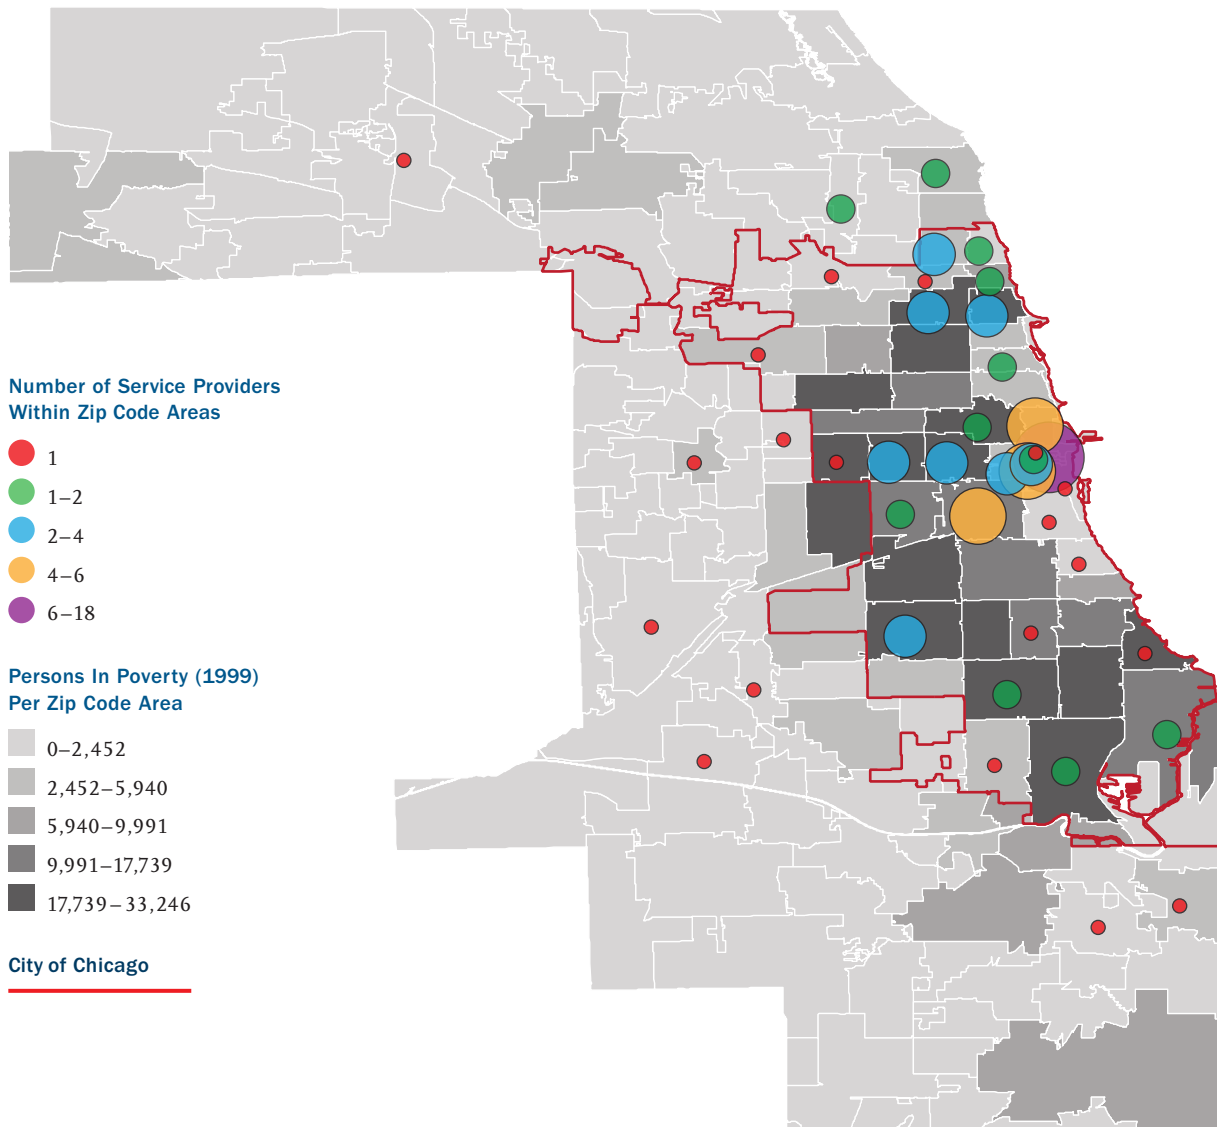 Number of Service Providers
Within Zip Code Areas
1
1–2
2–4
4–6
6–18
Persons In Poverty (1999)
Per Zip Code Area
0–2,452
2,452–5,940
5,940–9,991
9,991–17,739
17,739–33,246
City of Chicago